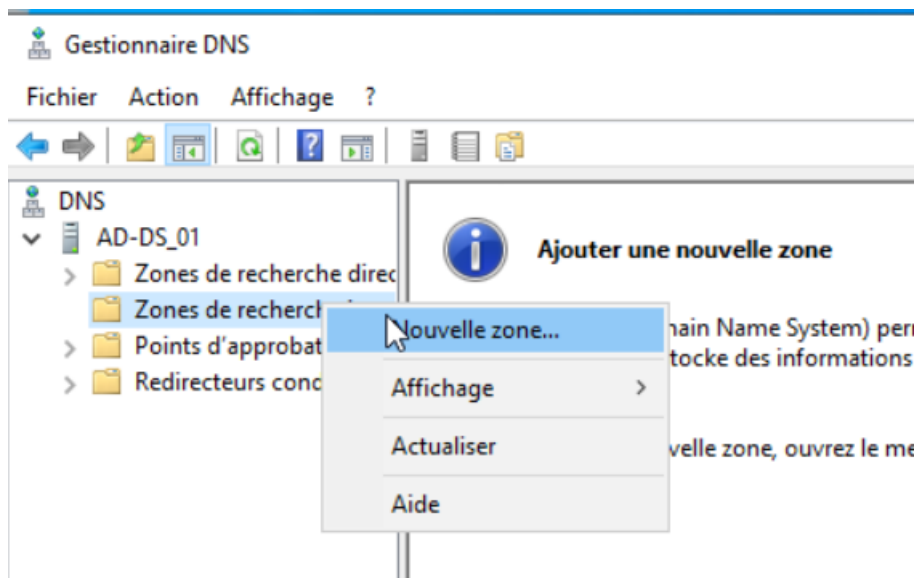 Gestionnaire DNS
Fichier Action Affichage ?
DNS
AD-DS_01
Zones de recherche direc
Zones de recherch
Points d'approbat
Redirecteurs cond
Nouvelle zone...
Affichage
Actualiser
Aide
Ajouter une nouvelle zone
main Name System) perr
tocke des informations
velle zone, ouvrez le me